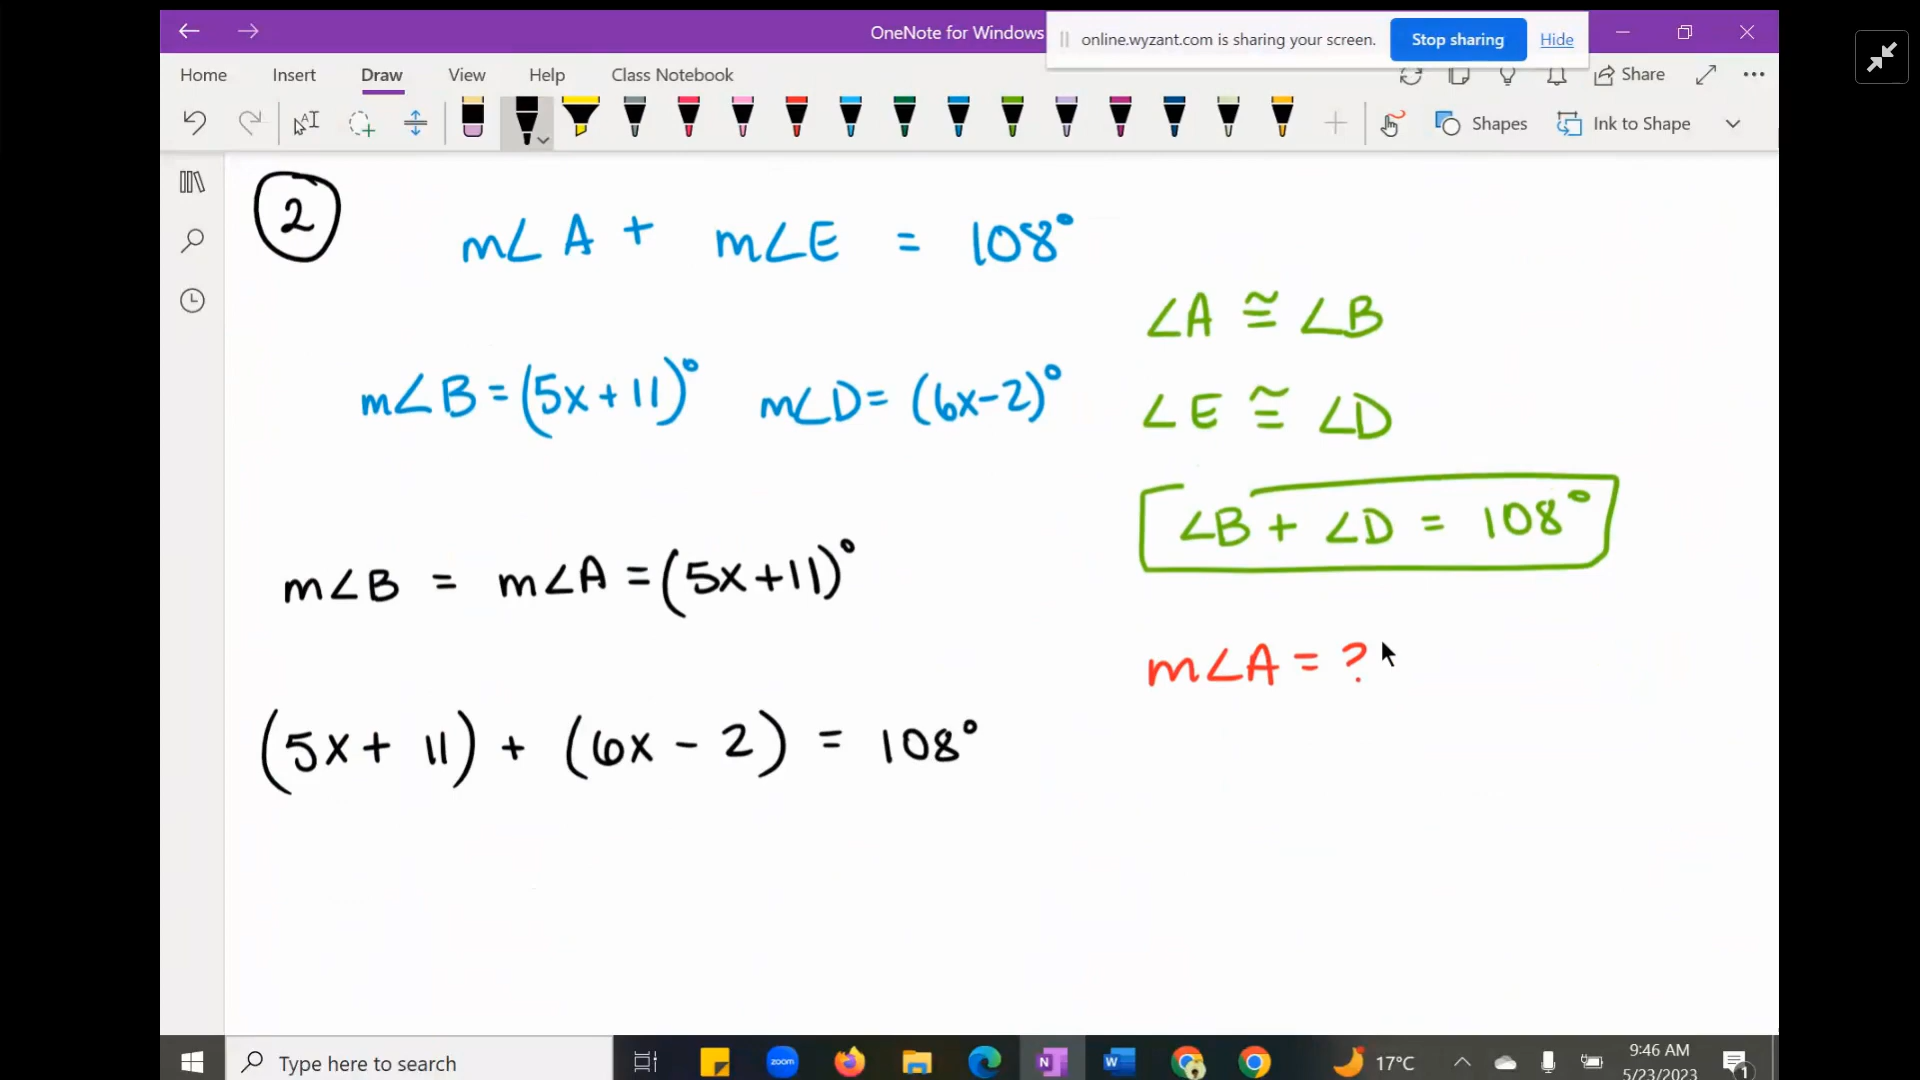 OneNote for Windows
online.wyzant.com is sharing your screen. Stop sharing Hide
Home Insert Draw View Help Class Notebook Share
Shapes Ink to Shape
2
m∠A + m∠E = 108°
∠A ≅ ∠B
m∠B = (5x + 11)° m∠D = (6x - 2)°
∠E ≅ ∠D
∠B + ∠D = 108°
m∠B = m∠A = (5x + 11)°
m∠A = ?
(5x + 11) + (6x - 2) = 108°
Type here to search
zoom
N
W
17°C
9:46 AM
5/23/2023
1